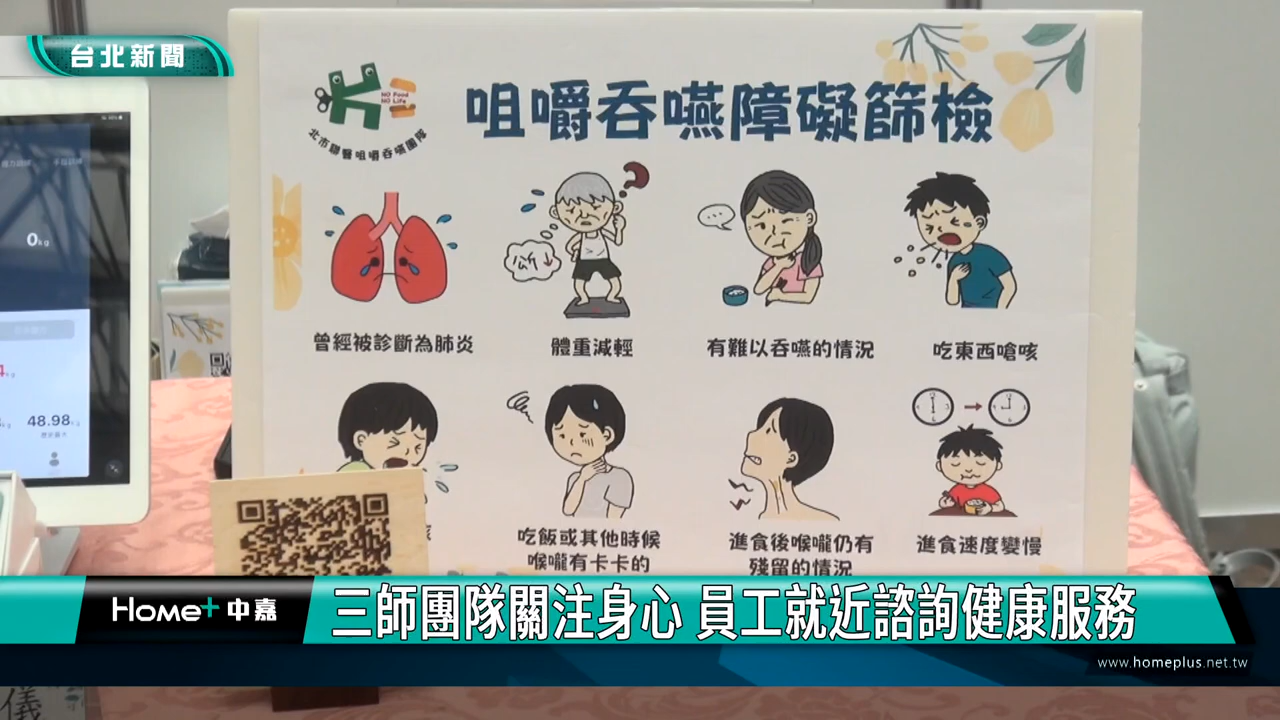 台北新聞
NO Food
NO Life
北市聯醫咀嚼吞嚥團隊
咀嚼吞嚥障礙篩檢
0kg
曾經被診斷為肺炎
體重減輕
有難以吞嚥的情況
吃東西嗆咳
48.98
吃飯或其他時候
喉嚨有卡卡的
進食後喉嚨仍有
殘留的情況
進食速度變慢
Home+中嘉
三師團隊關注身心 員工就近諮詢健康服務
www.homeplus.net.tw
儀